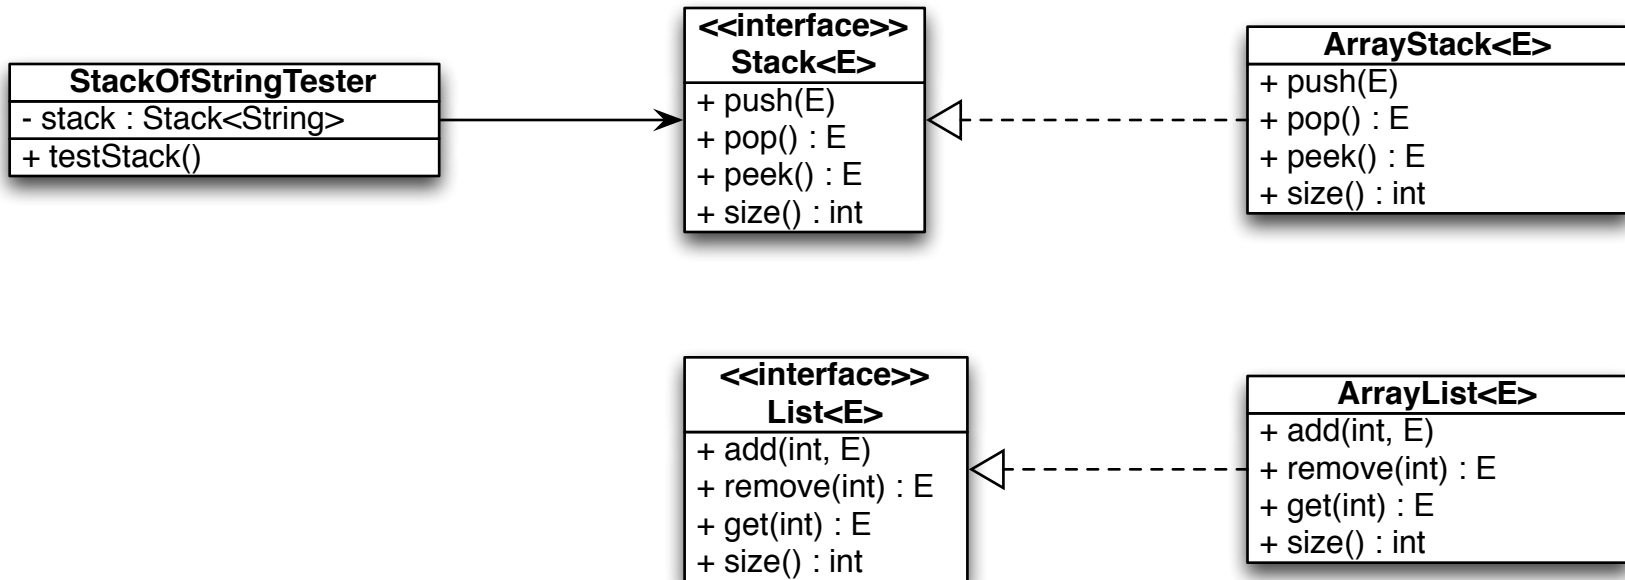 StackOfStringTester
- stack : Stack<String>
+ testStack()
<<interface>>
Stack<E>
+ push(E)
+ pop() : E
+ peek() : E
+ size() : int
ArrayStack<E>
+ push(E)
+ pop() : E
+ peek() : E
+ size() : int
<<interface>>
List<E>
+ add(int, E)
+ remove(int) : E
+ get(int) : E
+ size() : int
ArrayList<E>
+ add(int, E)
+ remove(int) : E
+ get(int) : E
+ size() : int